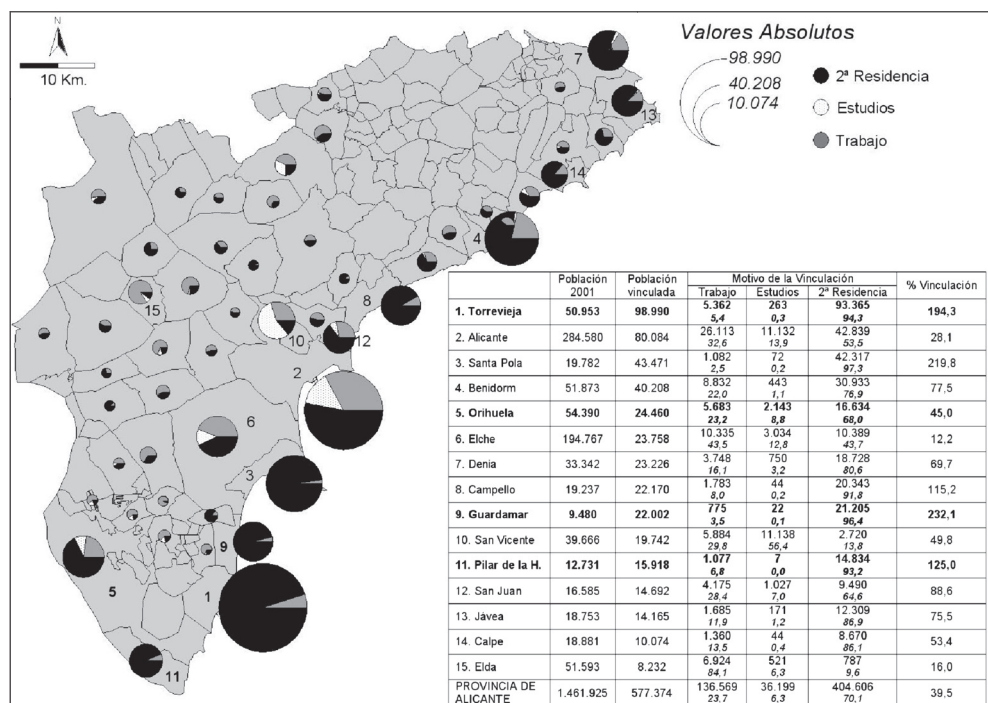 N
10 Km.
Valores Absolutos
98.990
40.208
10.074
2ª Residencia
Estudios
Trabajo
7
13
14
4
8
15
10
12
2
6
3
9
5
1
11
Población 2001 Población vinculada Motivo de la Vinculación % Vinculación
Trabajo Estudios 2ª Residencia
1. Torrevieja 50.953 98.990 5.362 263 93.365 194,3
5,4 0,3 94,3
2. Alicante 284.580 80.084 26.113 11.132 42.839 28,1
32,6 13,9 53,5
3. Santa Pola 19.782 43.471 1.082 72 42.317 219,8
2,5 0,2 97,3
4. Benidorm 51.873 40.208 8.832 443 30.933 77,5
22,0 1,1 76,9
5. Orihuela 54.390 24.460 5.683 2.143 16.634 45,0
23,2 8,8 68,0
6. Elche 194.767 23.758 10.335 3.034 10.389 12,2
43,5 12,8 43,7
7. Denia 33.342 23.226 3.748 750 18.728 69,7
16,1 3,2 80,6
8. Campello 19.237 22.170 1.783 44 20.343 115,2
8,0 0,2 91,8
9. Guardamar 9.480 22.002 775 22 21.205 232,1
3,5 0,1 96,4
10. San Vicente 39.666 19.742 5.884 11.138 2.720 49,8
29,8 56,4 13,8
11. Pilar de la H. 12.731 15.918 1.077 7 14.834 125,0
6,8 0,0 93,2
12. San Juan 16.585 14.692 4.175 1.027 9.490 88,6
28,4 7,0 64,6
13. Jávea 18.753 14.165 1.685 171 12.309 75,5
11,9 1,2 86,9
14. Calpe 18.881 10.074 1.360 44 8.670 53,4
13,5 0,4 86,1
15. Elda 51.593 8.232 6.924 521 787 16,0
84,1 6,3 9,6
PROVINCIA DE ALICANTE 1.461.925 577.374 136.569 36.199 404.606 39,5
23,7 6,3 70,1